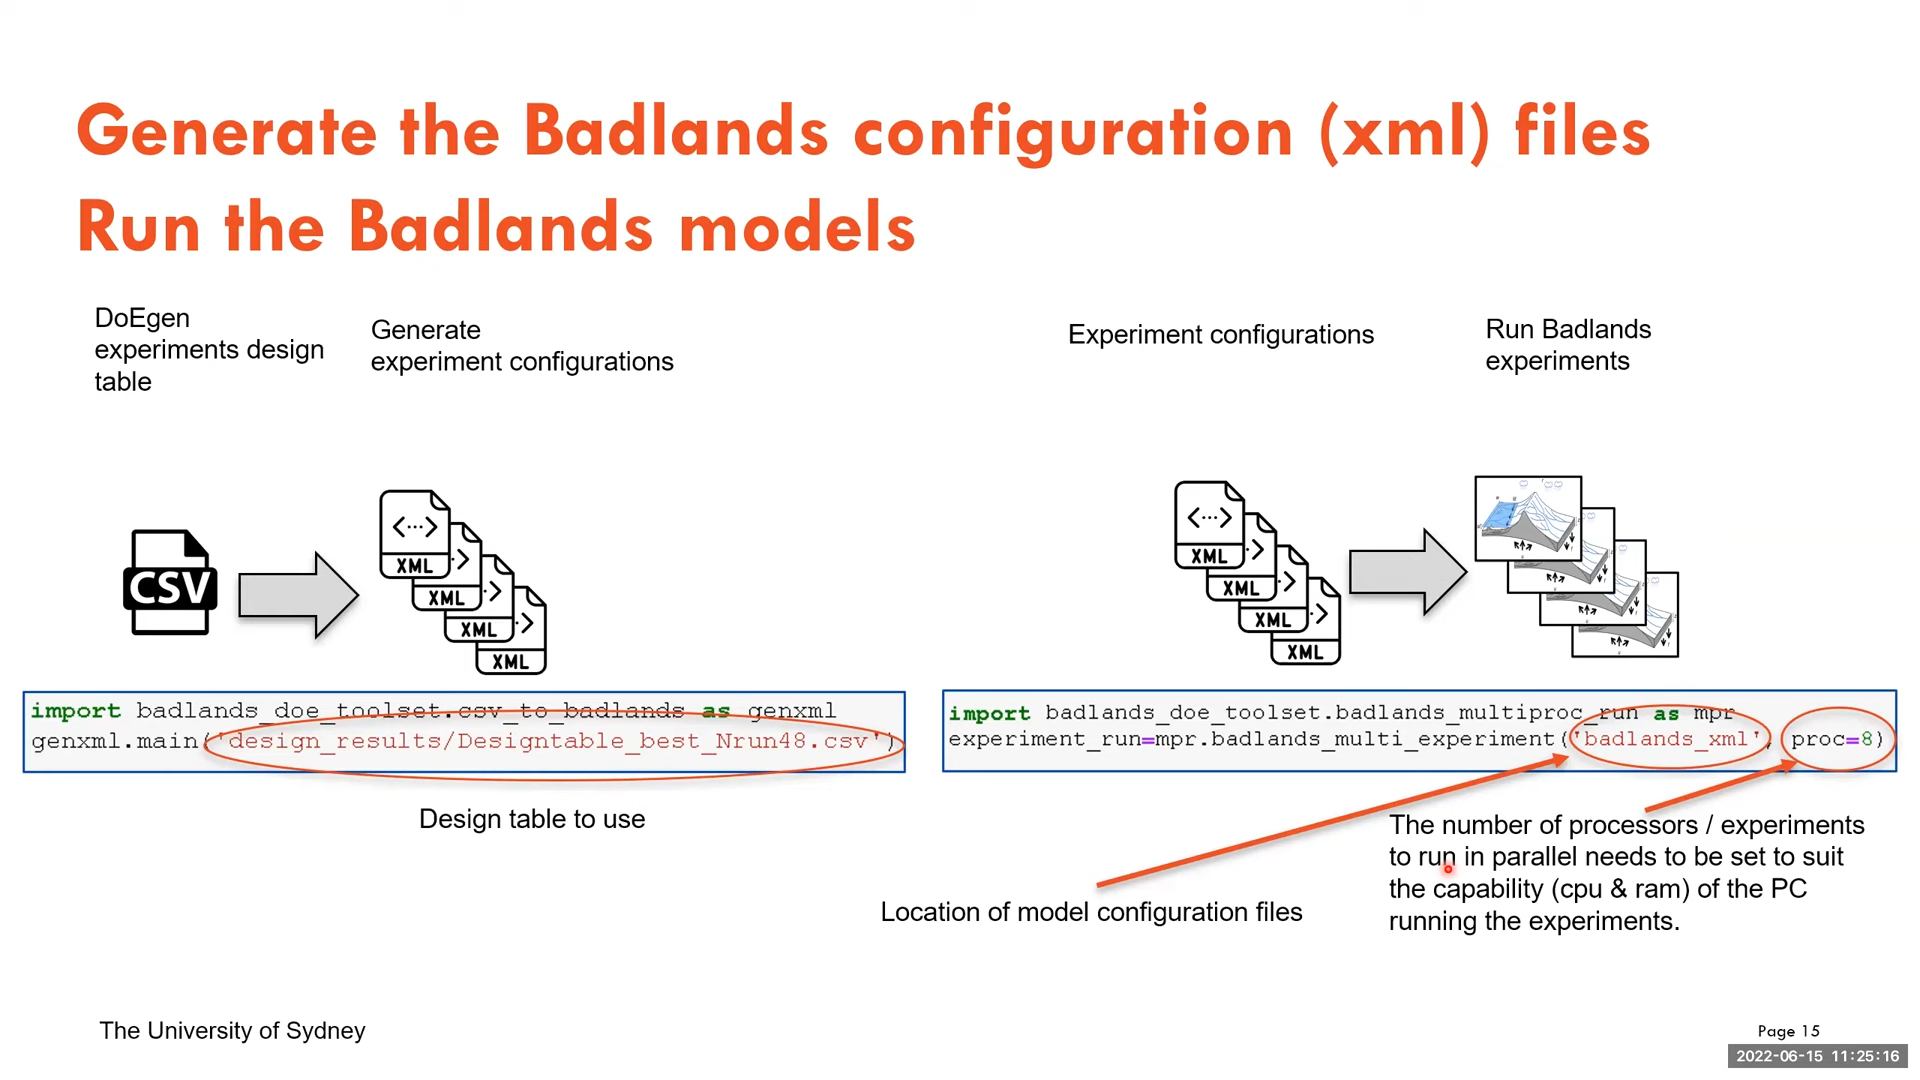 Generate the Badlands configuration (xml) files
Run the Badlands models
DoEgen
experiments design
table
Generate
experiment configurations
Experiment configurations
Run Badlands
experiments
CSV
XML
XML
XML
XML
XML
XML
XML
XML
import badlands_doe_toolset.csv_to_badlands as genxml
genxml.main('design_results/Designtable_best_Nrun48.csv')
import badlands_doe_toolset.badlands_multiproc_run as mpr
experiment_run=mpr.badlands_multi_experiment('badlands_xml', proc=8)
Design table to use
Location of model configuration files
The number of processors / experiments
to run in parallel needs to be set to suit
the capability (cpu & ram) of the PC
running the experiments.
The University of Sydney
Page 15
2022-06-15 11:25:16